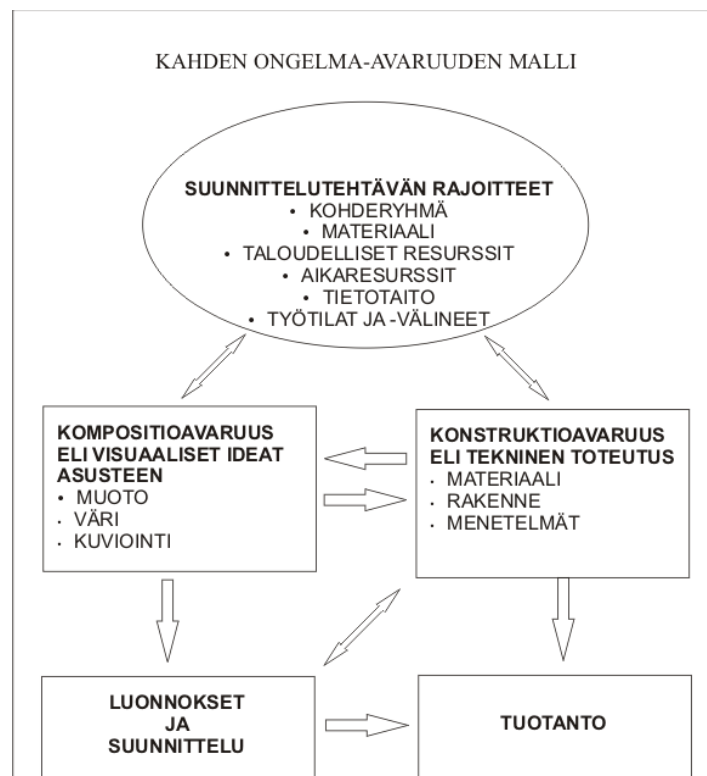 KAHDEN ONGELMA-AVARUUDEN MALLI
SUUNNITTELUTEHTÄVÄN RAJOITTEET
• KOHDERYHMÄ
• MATERIAALI
• TALOUDELLISET RESURSSIT
• AIKARESURSSIT
• TIETOTAITO
• TYÖTILAT JA -VÄLINEET
KOMPOSITIOAVARUUS
ELI VISUAALISET IDEAT
ASUSTEEN
• MUOTO
· VÄRI
· KUVIOINTI
KONSTRUKTIOAVARUUS
ELI TEKNINEN TOTEUTUS
· MATERIAALI
· RAKENNE
· MENETELMÄT
LUONNOKSET
JA
SUUNNITTELU
TUOTANTO